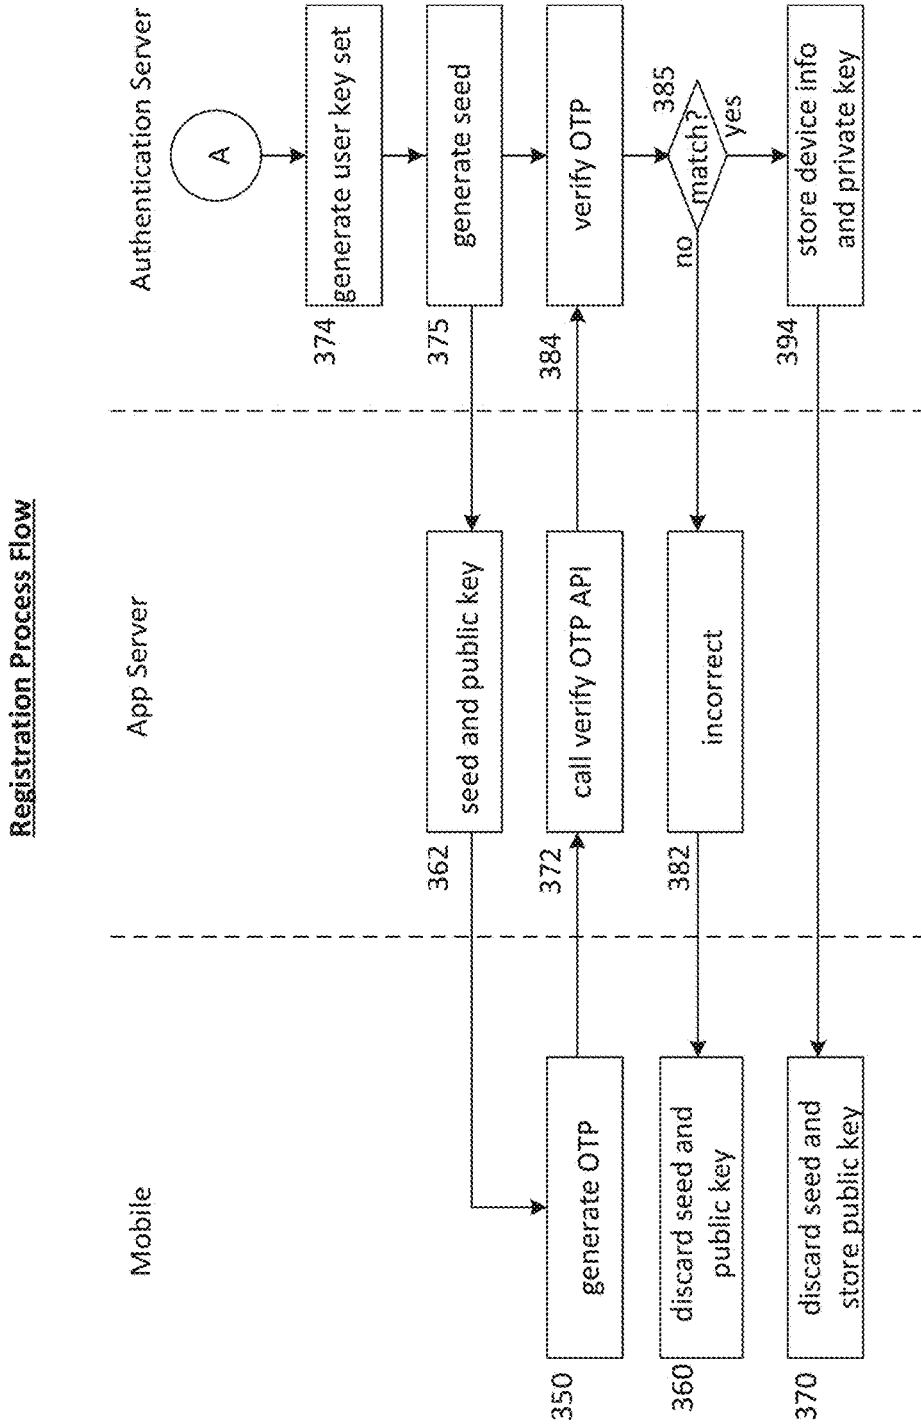 Registration Process Flow
Mobile
App Server
Authentication Server
A
374
generate user key set
362
seed and public key
375
generate seed
350
generate OTP
372
call verify OTP API
384
verify OTP
360
discard seed and
public key
382
incorrect
no
match?
385
yes
370
discard seed and
store public key
394
store device info
and private key